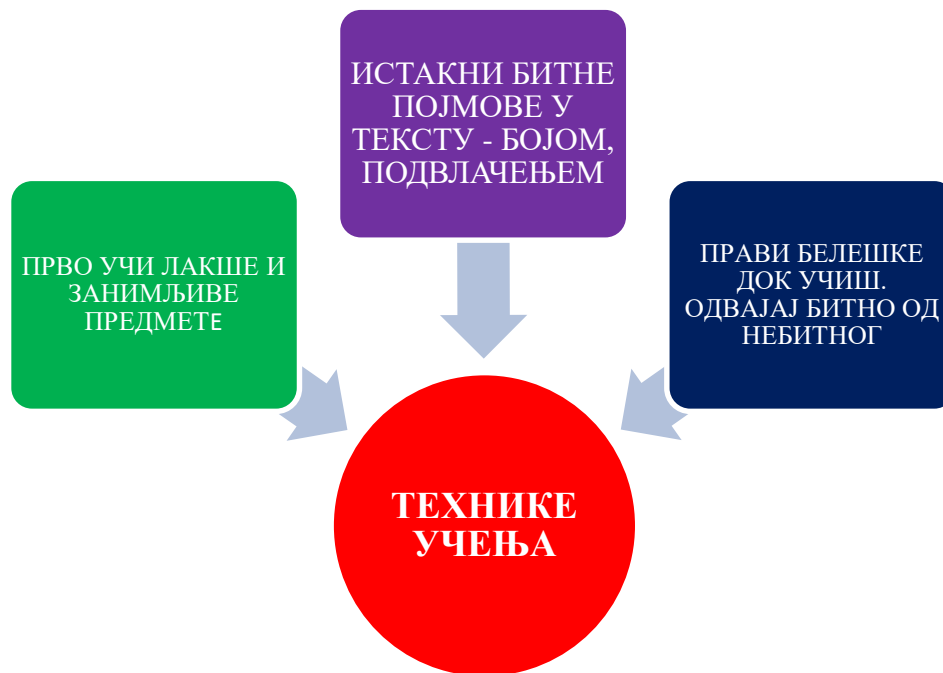 ИСТАКНИ БИТНЕ
ПОЈМОВЕ У
ТЕКСТУ - БОЈОМ,
ПОДВЛАЧЕЊЕМ
ПРВО УЧИ ЛАКШЕ И
ЗАНИМЉИВЕ
ПРЕДМЕТЕ
ПРАВИ БЕЛЕШКЕ
ДОК УЧИШ.
ОДВАЈАЈ БИТНО ОД
НЕБИТНОГ
ТЕХНИКЕ
УЧЕЊА